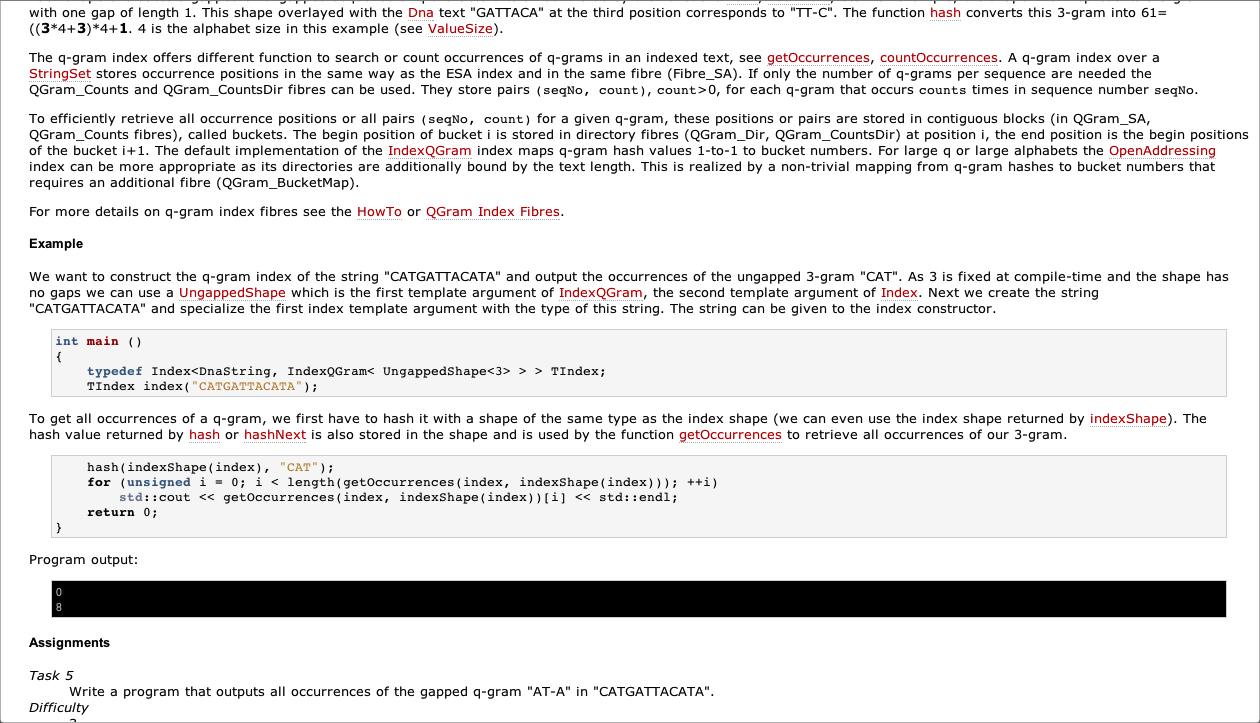 with one gap of length 1. This shape overlayed with the Dna text "GATTACA" at the third position corresponds to "TT-C". The function hash converts this 3-gram into 61=
((3*4+3)*4+1. 4 is the alphabet size in this example (see ValueSize).
The q-gram index offers different function to search or count occurrences of q-grams in an indexed text, see getOccurrences, countOccurrences. A q-gram index over a
StringSet stores occurrence positions in the same way as the ESA index and in the same fibre (Fibre_SA). If only the number of q-grams per sequence are needed the
QGram_Counts and QGram_CountsDir fibres can be used. They store pairs (seqNo, count), count>0, for each q-gram that occurs counts times in sequence number seqNo.
To efficiently retrieve all occurrence positions or all pairs (seqNo, count) for a given q-gram, these positions or pairs are stored in contiguous blocks (in QGram_SA,
QGram_Counts fibres), called buckets. The begin position of bucket i is stored in directory fibres (QGram_Dir, QGram_CountsDir) at position i, the end position is the begin positions
of the bucket i+1. The default implementation of the IndexQGram index maps q-gram hash values 1-to-1 to bucket numbers. For large q or large alphabets the OpenAddressing
index can be more appropriate as its directories are additionally bound by the text length. This is realized by a non-trivial mapping from q-gram hashes to bucket numbers that
requires an additional fibre (QGram_BucketMap).
For more details on q-gram index fibres see the HowTo or QGram Index Fibres.
Example
We want to construct the q-gram index of the string "CATGATTACATA" and output the occurrences of the ungapped 3-gram "CAT". As 3 is fixed at compile-time and the shape has
no gaps we can use a UngappedShape which is the first template argument of IndexQGram, the second template argument of Index. Next we create the string
"CATGATTACATA" and specialize the first index template argument with the type of this string. The string can be given to the index constructor.
int main ()
{
    typedef Index<DnaString, IndexQGram< UngappedShape<3> > > TIndex;
    TIndex index("CATGATTACATA");
To get all occurrences of a q-gram, we first have to hash it with a shape of the same type as the index shape (we can even use the index shape returned by indexShape). The
hash value returned by hash or hashNext is also stored in the shape and is used by the function getOccurrences to retrieve all occurrences of our 3-gram.
    hash(indexShape(index), "CAT");
    for (unsigned i = 0; i < length(getOccurrences(index, indexShape(index))); ++i)
        std::cout << getOccurrences(index, indexShape(index))[i] << std::endl;
    return 0;
}
Program output:
0
8
Assignments
Task 5
Write a program that outputs all occurrences of the gapped q-gram "AT-A" in "CATGATTACATA".
Difficulty